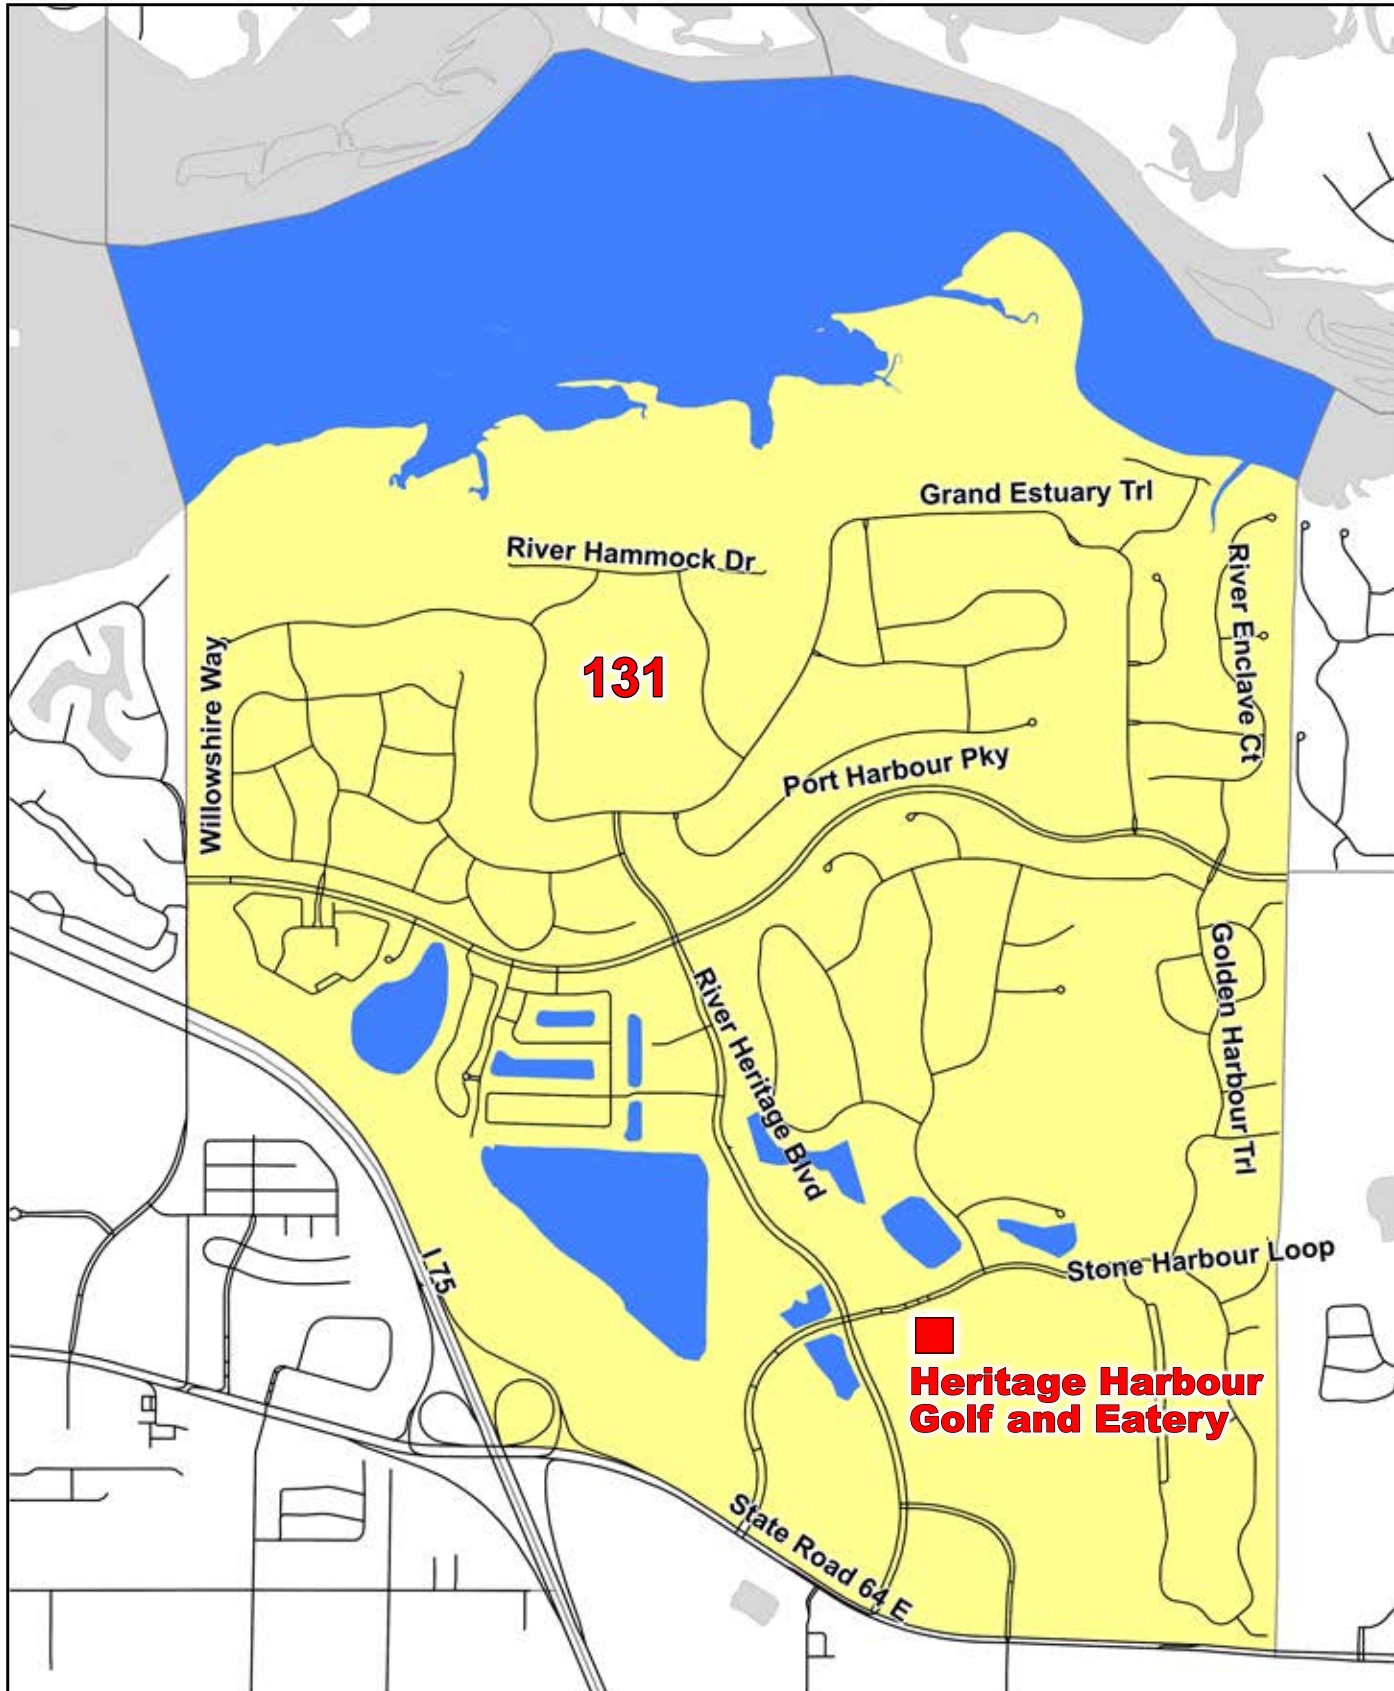 Grand Estuary Trl
River Hammock Dr
River Enclave Ct
131
Willowshire Way
Port Harbour Pky
Golden Harbour Trl
River Heritage Blvd
I 75
Stone Harbour Loop
Heritage Harbour
Golf and Eatery
State Road 64 E